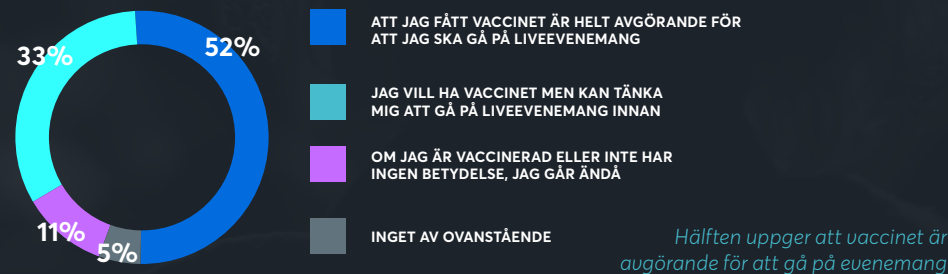 33%
52%
11%
5%
ATT JAG FÅTT VACCINET ÄR HELT AVGÖRANDE FÖR
ATT JAG SKA GÅ PÅ LIVEEVENEMANG
JAG VILL HA VACCINET MEN KAN TÄNKA
MIG ATT GÅ PÅ LIVEEVENEMANG INNAN
OM JAG ÄR VACCINERAD ELLER INTE HAR
INGEN BETYDELSE, JAG GÅR ÄNDÅ
INGET AV OVANSTÅENDE
Hälften uppger att vaccinet är
avgörande för att gå på evenemang